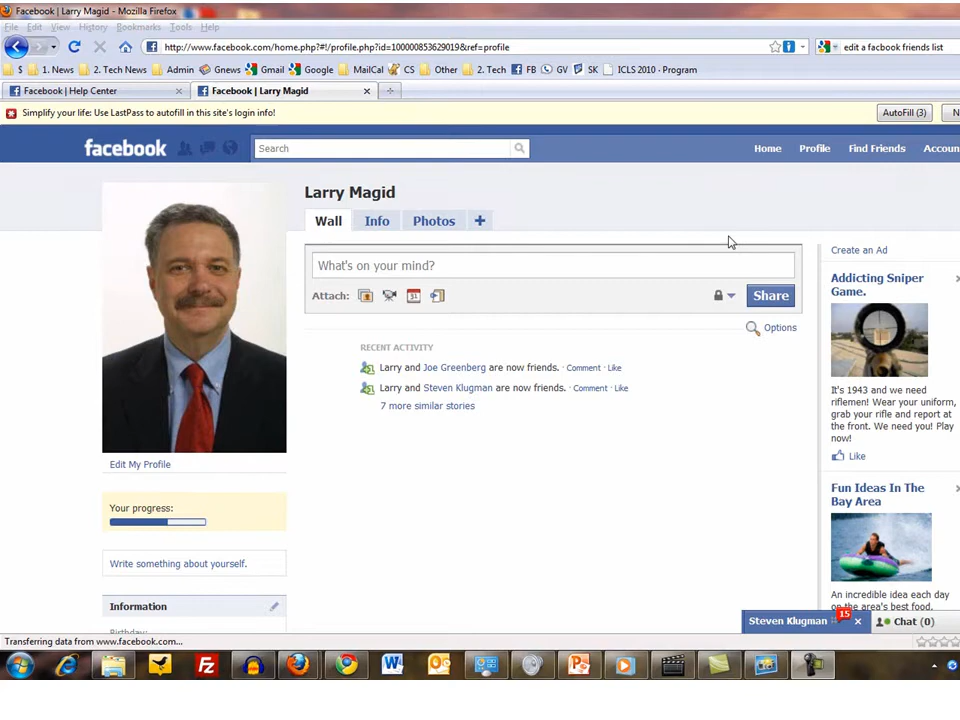 Facebook | Larry Magid - Mozilla Firefox
File Edit View History Bookmarks Tools Help
http://www.facebook.com/home.php?#!/profile.php?id=100000853629019&ref=profile
edit a facbook friends list
$ 1. News 2. Tech News Admin Gnews Gmail Google MailCal CS Other 2. Tech FB GV SK ICLS 2010 - Program
Facebook | Help Center
Facebook | Larry Magid
Simplify your life: Use LastPass to autofill in this site's login info!
AutoFill (3) N
facebook
Search
Home Profile Find Friends Accoun
Larry Magid
Wall Info Photos +
What's on your mind?
Attach: 31
Share
Options
RECENT ACTIVITY
Larry and Joe Greenberg are now friends. · Comment · Like
Larry and Steven Klugman are now friends. · Comment · Like
7 more similar stories
Edit My Profile
Your progress:
Write something about yourself.
Information
Birthday:
Create an Ad
Addicting Sniper
Game.
It's 1943 and we need
riflemen! Wear your uniform,
grab your rifle and report at
the front. We need you! Play
now!
Like
Fun Ideas In The
Bay Area
An incredible idea each day
on the area's best food,
Steven Klugman 15
Chat (0)
Transferring data from www.facebook.com...